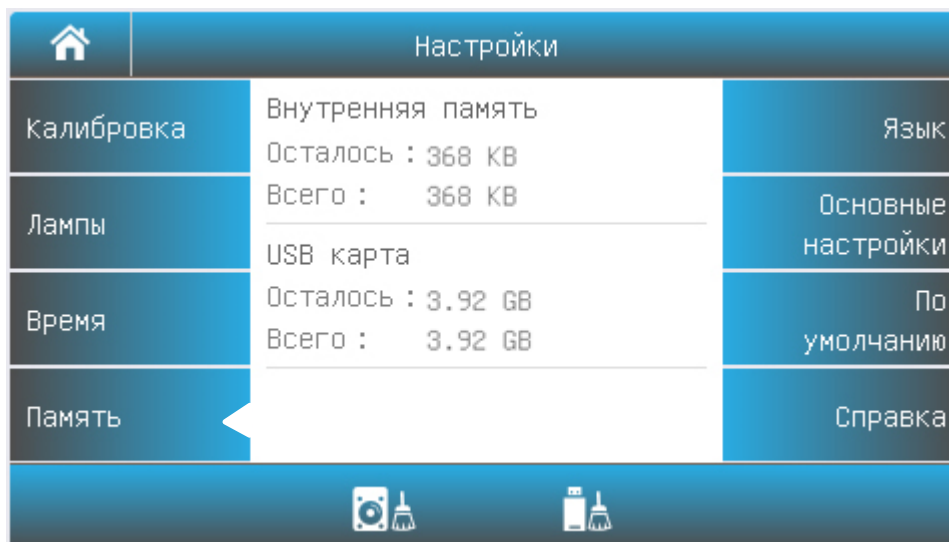 Настройки
Калибровка
Лампы
Время
Память
Внутренняя память
Осталось : 368 KB
Всего : 368 KB
USB карта
Осталось : 3.92 GB
Всего : 3.92 GB
Язык
Основные
настройки
По
умолчанию
Справка